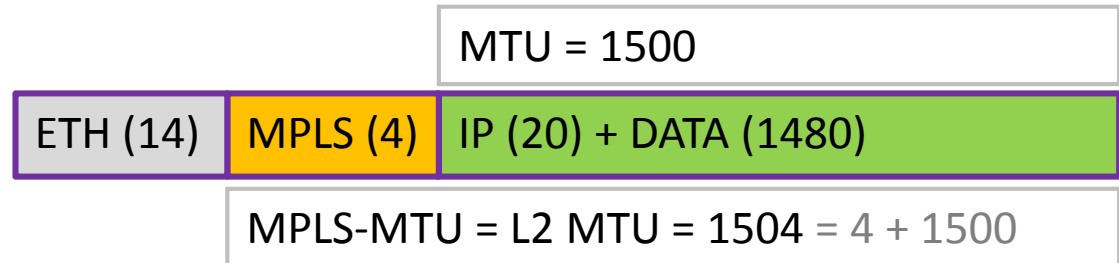 MTU = 1500
ETH (14) MPLS (4) IP (20) + DATA (1480)
MPLS-MTU = L2 MTU = 1504 = 4 + 1500